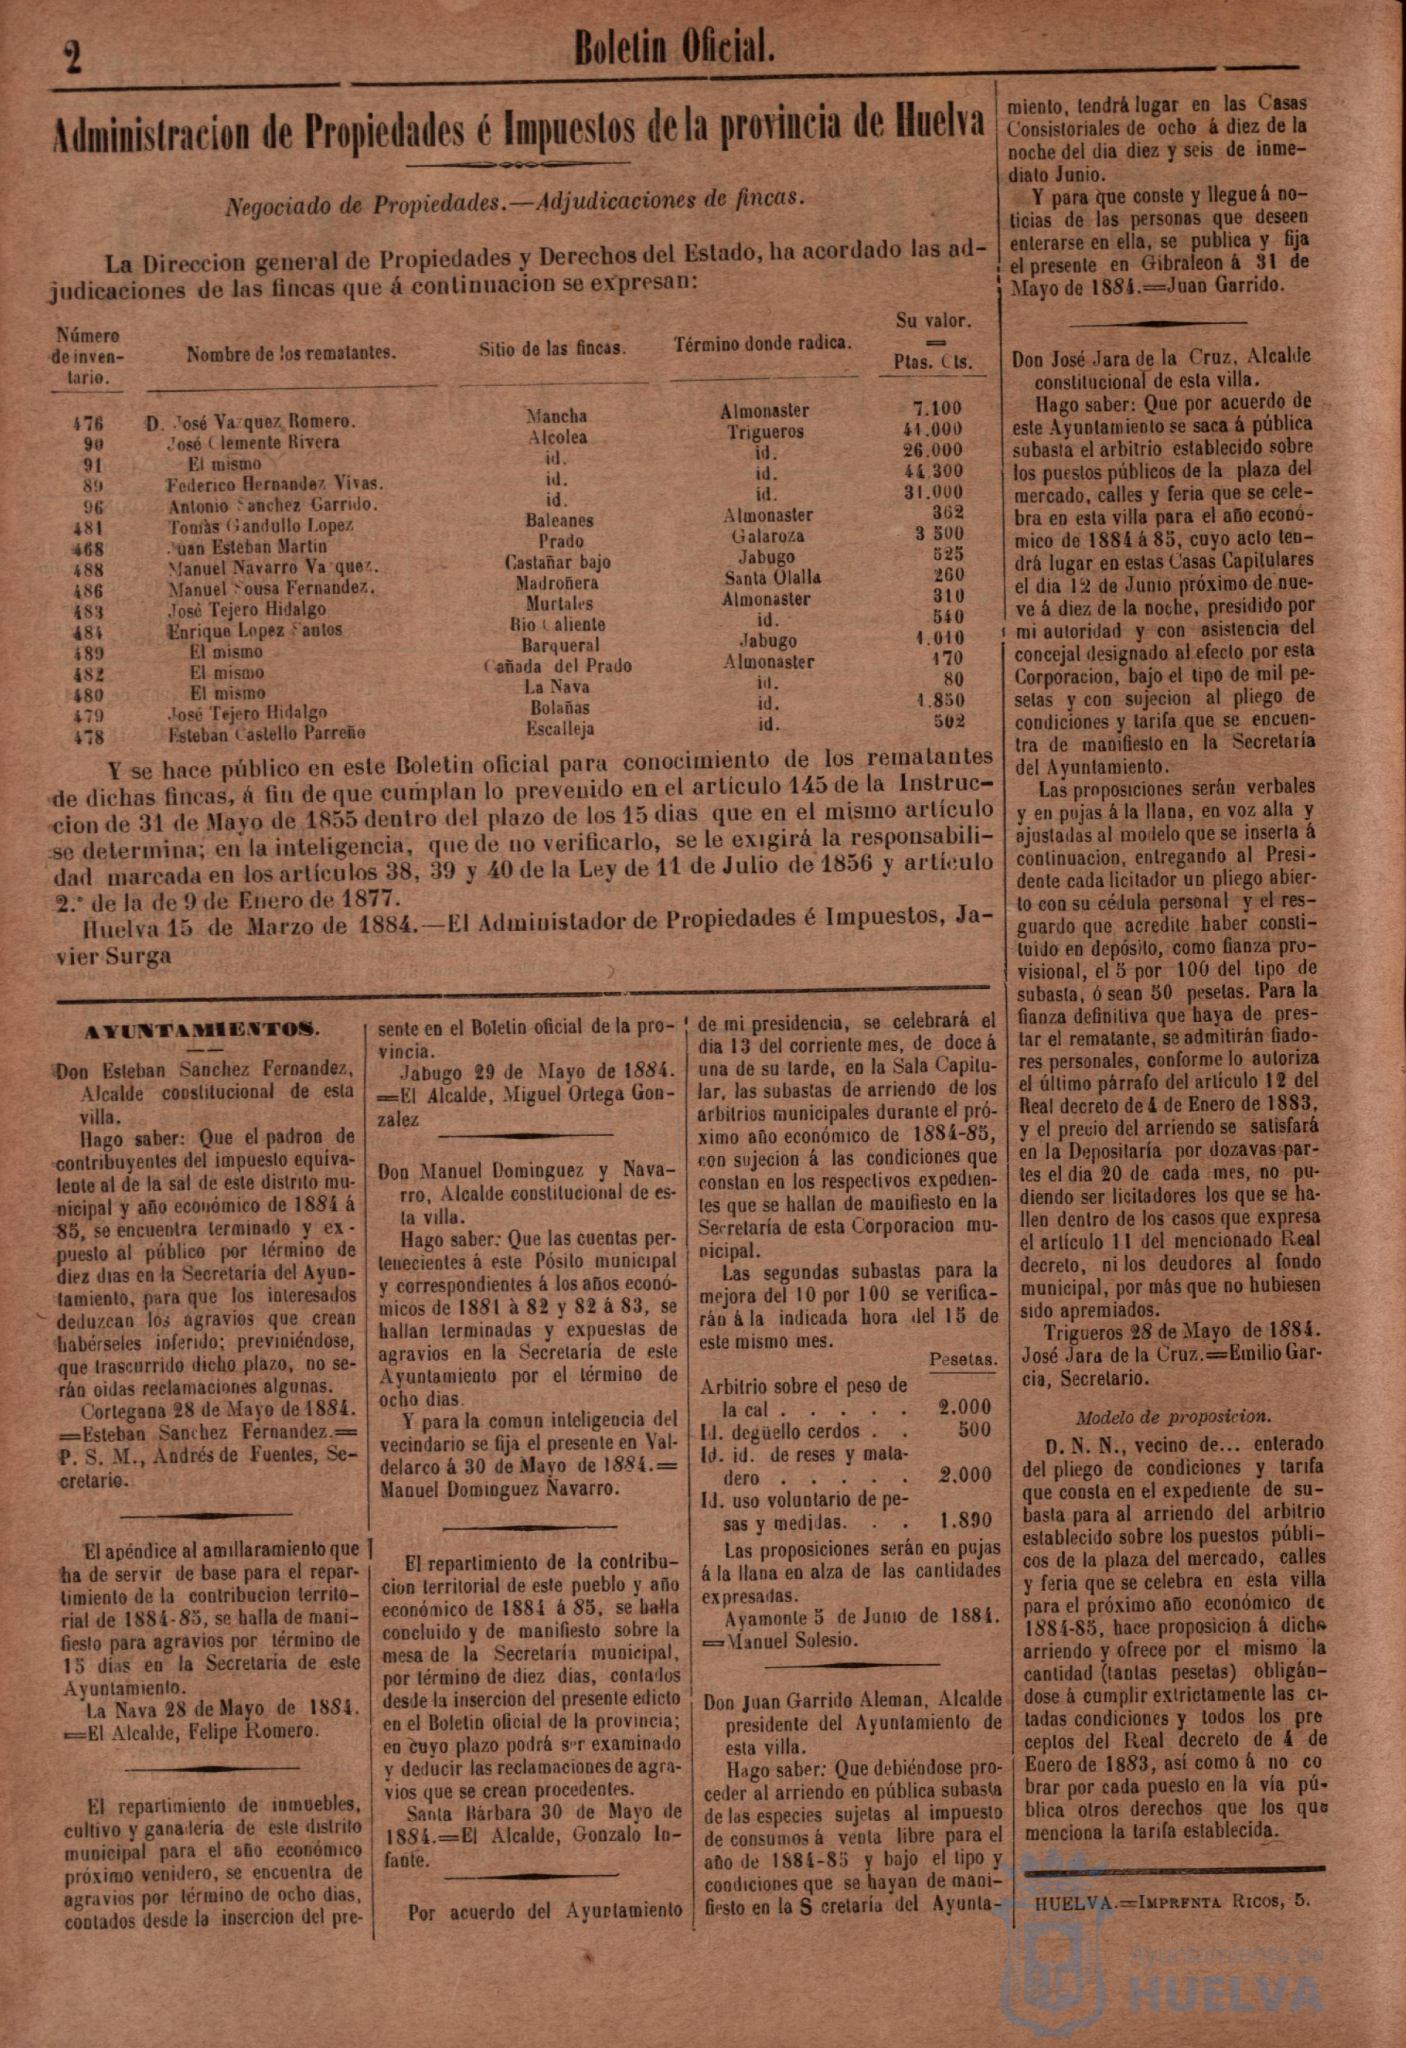 2
Boletin Oficial.
Administracion de Propiedades é Impuestos de la provincia de Huelva
Negociado de Propiedades.—Adjudicaciones de fincas.
La Direccion general de Propiedades y Derechos del Estado, ha acordado las ad-
judicaciones de las fincas que á continuacion se expresan:
Número de inven- tario. Nombre de los rematantes. Sitio de las fincas. Término donde radica. Su valor. = Ptas. Cts.
476 D. José Vazquez Romero. Mancha Almonaster 7.100
90 José Clemente Rivera Alcolea Trigueros 41.000
91 El mismo id. id. 26.000
89 Federico Hernandez Vivas. id. id. 44.300
96 Antonio Sanchez Garrido. id. id. 31.000
481 Tomàs Gandullo Lopez Baleanes Almonaster 362
468 Juan Esteban Martin Prado Galaroza 3 500
488 Manuel Navarro Va quez. Castañar bajo Jabugo 525
486 Manuel Sousa Fernandez. Madroñera Santa Olalla 260
483 José Tejero Hidalgo Murtales Almonaster 310
484 Enrique Lopez Santos Rio Caliente id. 540
489 El mismo Barqueral Jabugo 1.010
482 El mismo Cañada del Prado Almonaster 170
480 El mismo La Nava id. 80
479 José Tejero Hidalgo Bolañas id. 1.850
478 Esteban Castello Parreño Escalleja id. 502
Y se hace público en este Boletin oficial para conocimiento de los rematantes
de dichas fincas, á fin de que cumplan lo prevenido en el artículo 145 de la Instruc-
cion de 31 de Mayo de 1855 dentro del plazo de los 15 dias que en el mismo artículo
se determina; en la inteligencia, que de no verificarlo, se le exigirá la responsabili-
dad marcada en los artículos 38, 39 y 40 de la Ley de 11 de Julio de 1856 y artículo
2.º de la de 9 de Enero de 1877.
Huelva 15 de Marzo de 1884.—El Administador de Propiedades é Impuestos, Ja-
vier Surga
AYUNTAMIENTOS.
Don Esteban Sanchez Fernandez,
Alcalde constitucional de esta
villa.
Hago saber: Que el padron de
contribuyentes del impuesto equiva-
lente al de la sal de este distrito mu-
nicipal y año económico de 1884 á
85, se encuentra terminado y ex -
puesto al público por término de
diez dias en la Secretaría del Ayun-
tamiento, para que los interesados
deduzcan los agravios que crean
habérseles inferido; previniéndose,
que trascurrido dicho plazo, no se-
rán oidas reclamaciones algunas.
Cortegana 28 de Mayo de 1884.
=Esteban Sanchez Fernandez.=
P. S. M., Andrés de Fuentes, Se-
cretario.
El apéndice al amillaramiento que
ha de servir de base para el repar-
timiento de la contribucion territo-
rial de 1884-85, se halla de mani-
fiesto para agravios por término de
15 dias en la Secretaría de este
Ayuntamiento.
La Nava 28 de Mayo de 1884.
=El Alcalde, Felipe Romero.
El repartimiento de inmuebles,
cultivo y ganadería de este distrito
municipal para el año económico
próximo venidero, se encuentra de
agravios por término de ocho dias,
contados desde la insercion del pre-
sente en el Boletin oficial de la pro-
vincia.
Jabugo 29 de Mayo de 1884.
=El Alcalde, Miguel Ortega Gon-
zalez
Don Manuel Dominguez y Nava-
rro, Alcalde constitucional de es-
ta villa.
Hago saber: Que las cuentas per-
tenecientes á este Pósito municipal
y correspondientes á los años econó-
micos de 1881 à 82 y 82 á 83, se
hallan terminadas y expuestas de
agravios en la Secretaría de este
Ayuntamiento por el término de
ocho dias.
Y para la comun inteligencia del
vecindario se fija el presente en Val-
delarco á 30 de Mayo de 1884.=
Manuel Dominguez Navarro.
El repartimiento de la contribu-
cion territorial de este pueblo y año
económico de 1884 á 85, se halla
concluido y de manifiesto sobre la
mesa de la Secretaría municipal,
por término de diez dias, contados
desde la insercion del presente edicto
en el Boletin oficial de la provincia;
en cuyo plazo podrá ser examinado
y deducir las reclamaciones de agra-
vios que se crean procedentes.
Santa Bárbara 30 de Mayo de
1884.=El Alcalde, Gonzalo In-
fante.
Por acuerdo del Ayuntamiento
de mi presidencia, se celebrará el
dia 13 del corriente mes, de doce á
una de su tarde, en la Sala Capitu-
lar, las subastas de arriendo de los
arbitrios municipales durante el pró-
ximo año económico de 1884-85,
con sujecion á las condiciones que
constan en los respectivos expedien-
tes que se hallan de manifiesto en la
Secretaría de esta Corporacion mu-
nicipal.
Las segundas subastas para la
mejora del 10 por 100 se verifica-
rán á la indicada hora del 15 de
este mismo mes.
Pesetas.
Arbitrio sobre el peso de
la cal . . . . . 2.000
Id. degüello cerdos . . 500
Id. id. de reses y mata-
dero . . . . . . 2.000
Id. uso voluntario de pe-
sas y medidas. . . 1.890
Las proposiciones serán en pujas
á la llana en alza de las cantidades
expresadas.
Ayamonte 5 de Junio de 1884.
=Manuel Solesio.
Don Juan Garrido Aleman, Alcalde
presidente del Ayuntamiento de
esta villa.
Hago saber: Que debiéndose pro-
ceder al arriendo en pública subasta
de las especies sujetas al impuesto
de consumos á venta libre para el
año de 1884-85 y bajo el tipo y
condiciones que se hayan de mani-
fiesto en la S cretaría del Ayunta-
miento, tendrá lugar en las Casas
Consistoriales de ocho á diez de la
noche del dia diez y seis de inme-
diato Junio.
Y para que conste y llegue á no-
ticias de las personas que deseen
enterarse en ella, se publica y fija
el presente en Gibraleon á 31 de
Mayo de 1884.=Juan Garrido.
Don José Jara de la Cruz, Alcalde
constitucional de esta villa.
Hago saber: Que por acuerdo de
este Ayuntamiento se saca á pública
subasta el arbitrio establecido sobre
los puestos públicos de la plaza del
mercado, calles y feria que se cele-
bra en esta villa para el año econó-
mico de 1884 á 85, cuyo acto ten-
drá lugar en estas Casas Capitulares
el dia 12 de Junio próximo de nue-
ve á diez de la noche, presidido por
mi autoridad y con asistencia del
concejal designado al efecto por esta
Corporacion, bajo el tipo de mil pe-
setas y con sujecion al pliego de
condiciones y tarifa que se encuen-
tra de manifiesto en la Secretaría
del Ayuntamiento.
Las proposiciones serán verbales
y en pujas á la llana, en voz alta y
ajustadas al modelo que se inserta á
continuacion, entregando al Presi-
dente cada licitador un pliego abier-
to con su cédula personal y el res-
guardo que acredite haber consti-
tuido en depósito, como fianza pro-
visional, el 5 por 100 del tipo de
subasta, ó sean 50 pesetas. Para la
fianza definitiva que haya de pres-
tar el rematante, se admitirán fiado-
res personales, conforme lo autoriza
el último párrafo del artículo 12 del
Real decreto de 4 de Enero de 1883,
y el precio del arriendo se satisfará
en la Depositaría por dozavas par-
tes el dia 20 de cada mes, no pu-
diendo ser licitadores los que se ha-
llen dentro de los casos que expresa
el artículo 11 del mencionado Real
decreto, ni los deudores al fondo
municipal, por más que no hubiesen
sido apremiados.
Trigueros 28 de Mayo de 1884.
José Jara de la Cruz.=Emilio Gar-
cia, Secretario.
Modelo de proposicion.
D. N. N., vecino de... enterado
del pliego de condiciones y tarifa
que consta en el expediente de su-
basta para al arriendo del arbitrio
establecido sobre los puestos públi-
cos de la plaza del mercado, calles
y feria que se celebra en esta villa
para el próximo año económico de
1884-85, hace proposicion á dicho
arriendo y ofrece por el mismo la
cantidad (tantas pesetas) obligán-
dose á cumplir extrictamente las ci-
tadas condiciones y todos los pre
ceptos del Real decreto de 4 de
Enero de 1883, así como á no co
brar por cada puesto en la vía pú-
blica otros derechos que los que
menciona la tarifa establecida.
HUELVA.=IMPRENTA RICOS, 5.
Ayuntamiento de
HUELVA